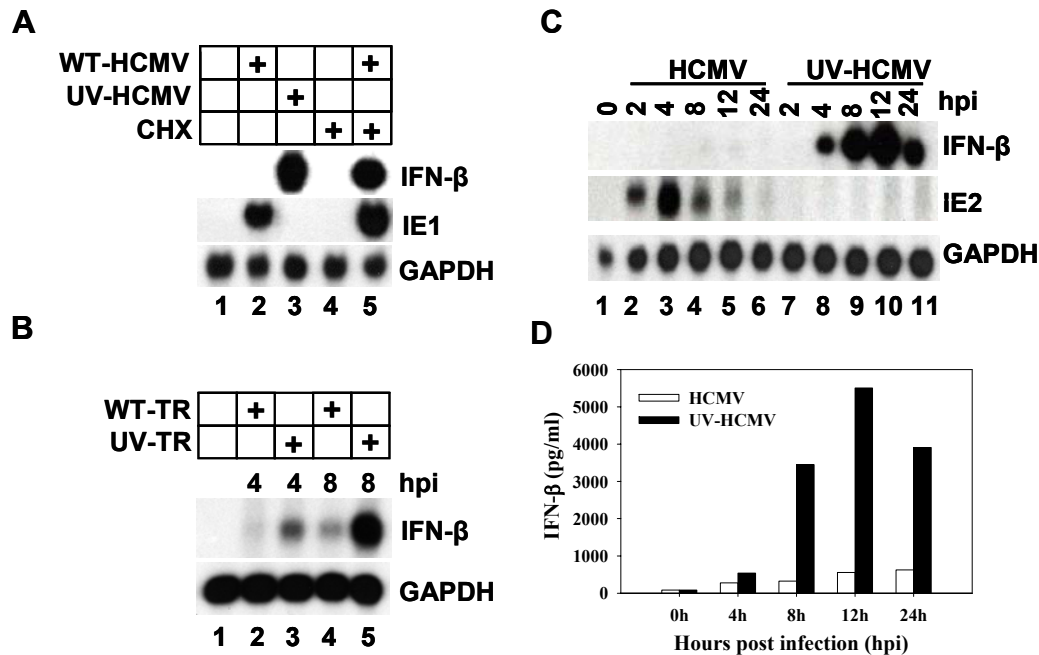 A
WT-HCMV + +
UV-HCMV +
CHX + +
IFN-β
IE1
GAPDH
1 2 3 4 5
B
WT-TR + +
UV-TR + +
4 4 8 8 hpi
IFN-β
GAPDH
1 2 3 4 5
C
HCMV UV-HCMV
0 2 4 8 12 24 2 4 8 12 24 hpi
IFN-β
IE2
GAPDH
1 2 3 4 5 6 7 8 9 10 11
D
6000
5000
4000
3000
2000
1000
0
IFN-β (pg/ml)
HCMV
UV-HCMV
0h 4h 8h 12h 24h
Hours post infection (hpi)